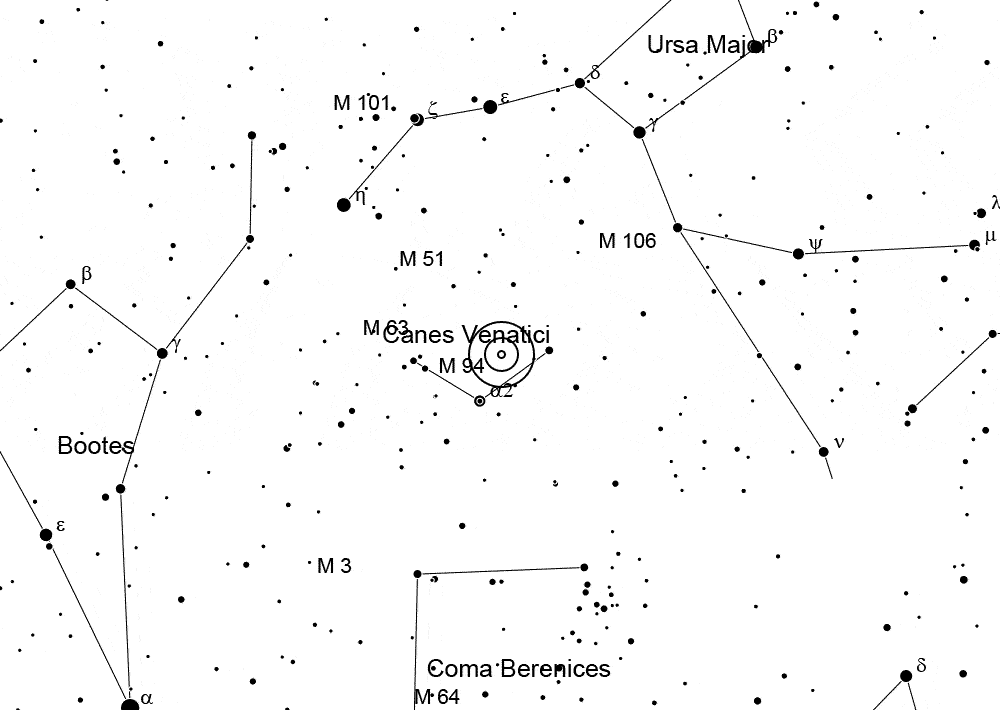 Ursa Major
β
δ
ε
M 101
ζ
γ
η
λ
M 106
ψ
μ
M 51
β
M 63
Canes Venatici
γ
M 94
α2
Bootes
ν
ε
M 3
Coma Berenices
δ
M 64
α